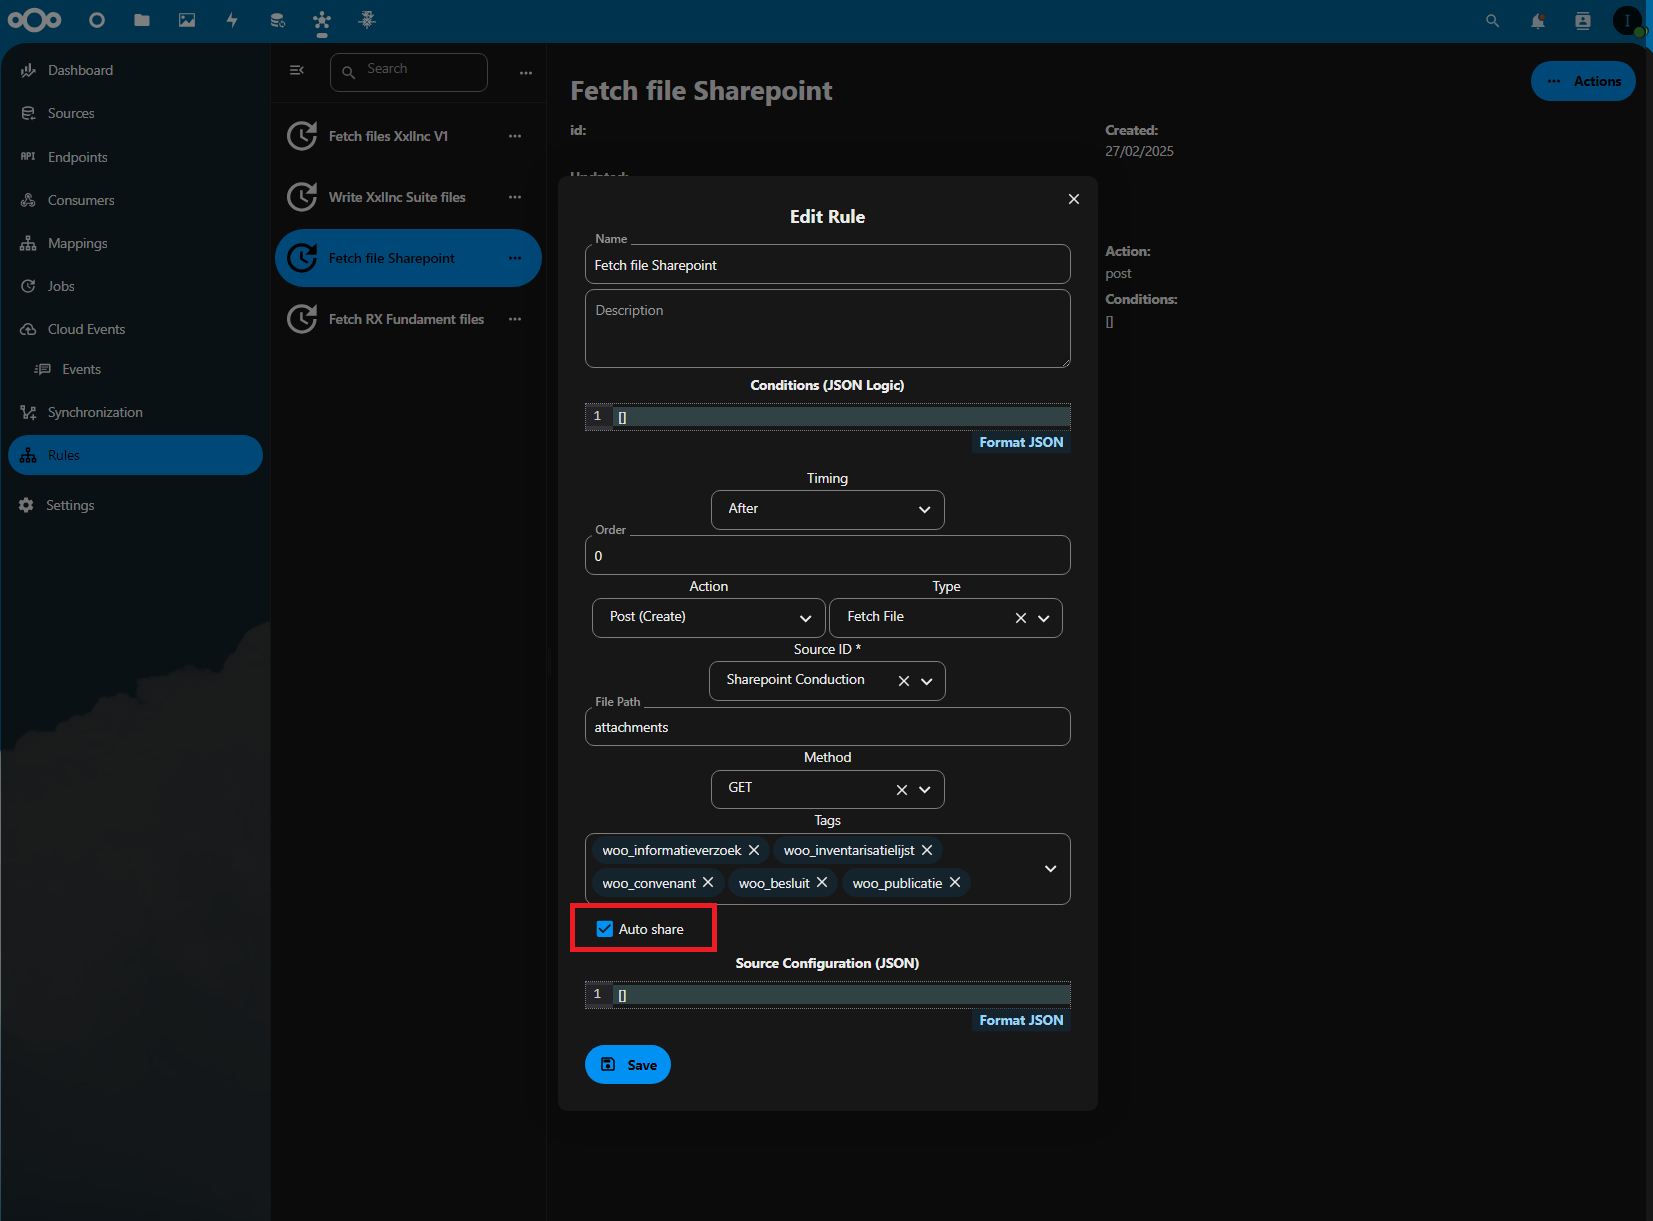 Dashboard
Sources
API Endpoints
Consumers
Mappings
Jobs
Cloud Events
Events
Synchronization
Rules
Settings
Search
Fetch files Xxllnc V1
Write Xxllnc Suite files
Fetch file Sharepoint
Fetch RX Fundament files
I
Fetch file Sharepoint
Actions
id:
Created:
27/02/2025
Updated:
Action:
post
Conditions:
[]
Edit Rule
Name
Fetch file Sharepoint
Description
Conditions (JSON Logic)
1 []
Format JSON
Timing
After
Order
0
Action Type
Post (Create) Fetch File
Source ID *
Sharepoint Conduction
File Path
attachments
Method
GET
Tags
woo_informatieverzoek woo_inventarisatielijst
woo_convenant woo_besluit woo_publicatie
Auto share
Source Configuration (JSON)
1 []
Format JSON
Save